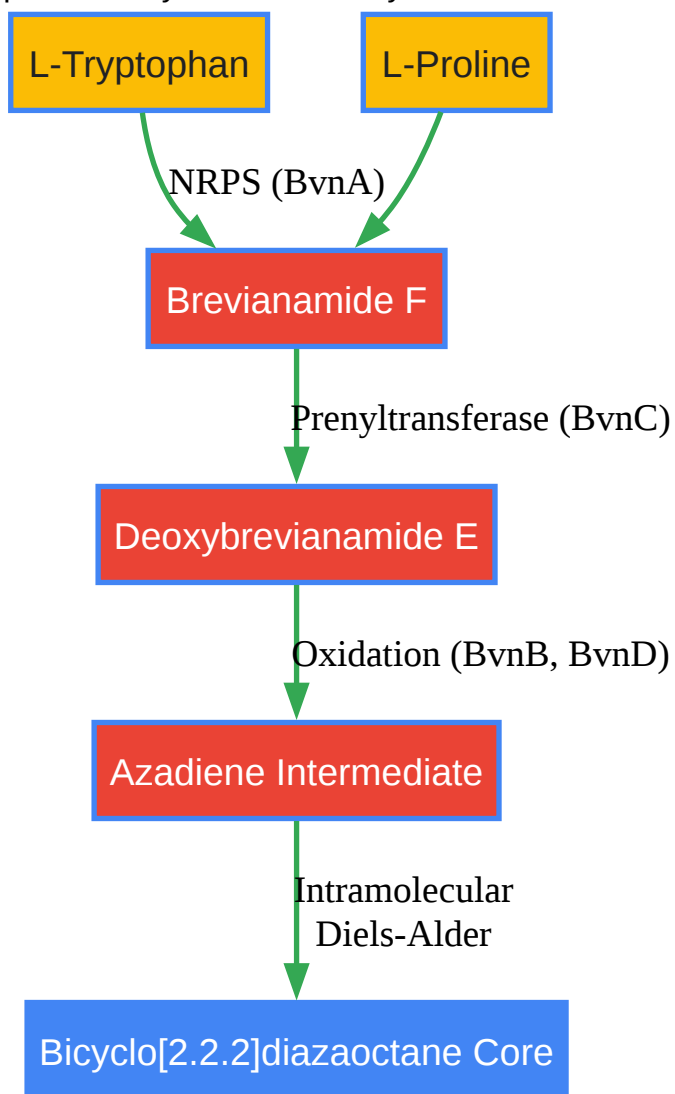 L-Tryptophan
L-Proline
NRPS (BvnA)
Brevianamide F
Prenyltransferase (BvnC)
Deoxybrevianamide E
Oxidation (BvnB, BvnD)
Azadiene Intermediate
Intramolecular
Diels-Alder
Bicyclo[2.2.2]diazaoctane Core